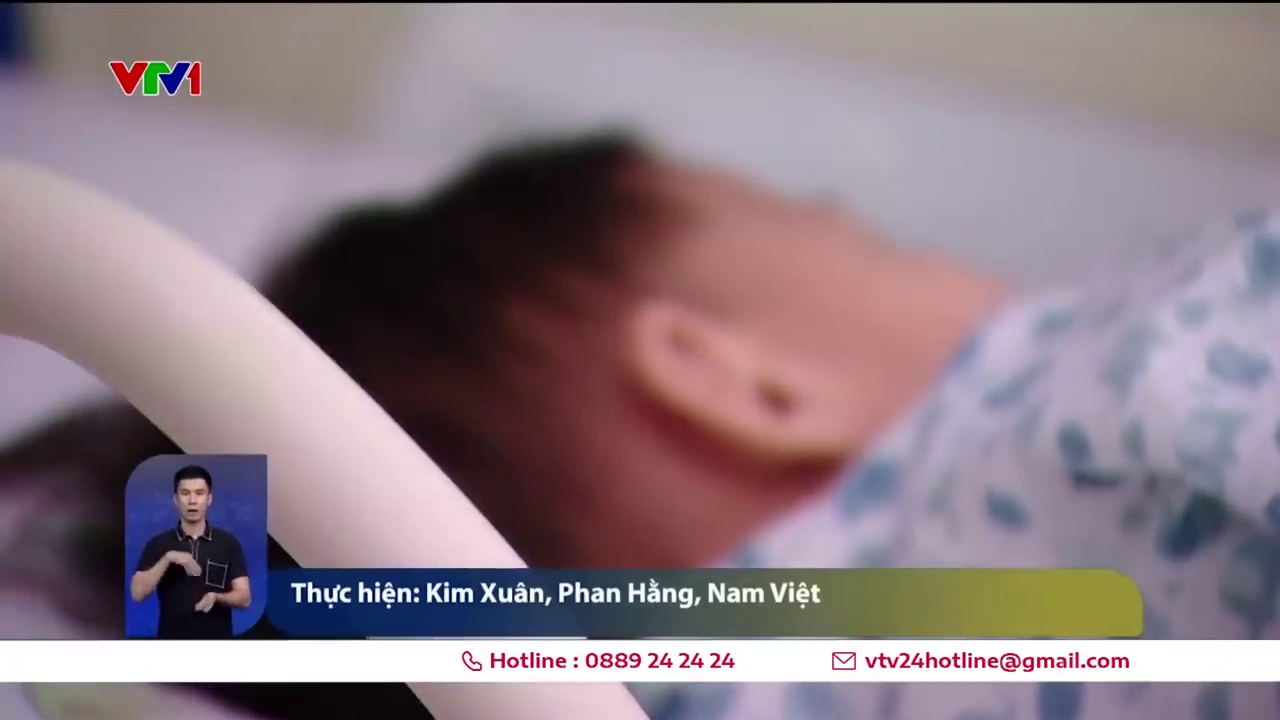 VTV1
Thực hiện: Kim Xuân, Phan Hằng, Nam Việt
Hotline : 0889 24 24 24
vtv24hotline@gmail.com